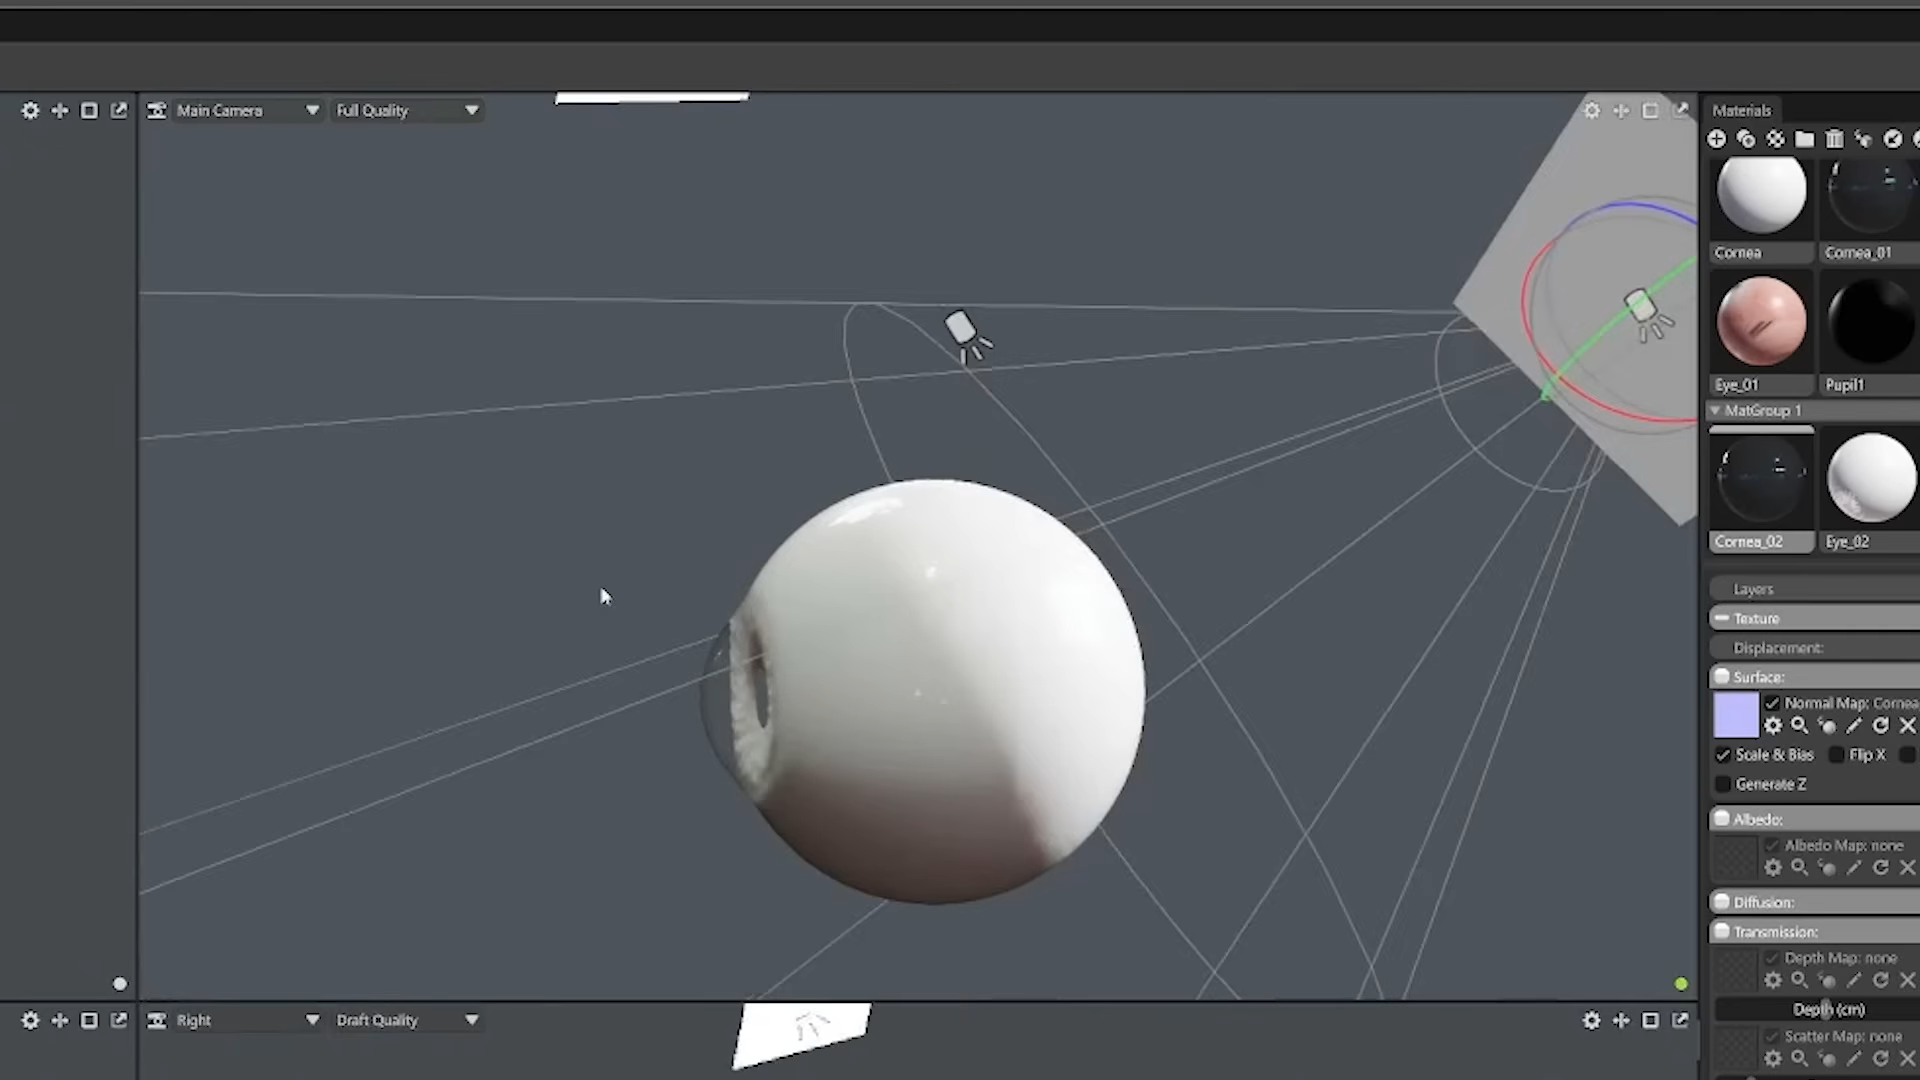 Main Camera
Full Quality
Materials
Cornea
Cornea_01
Eye_01
Pupil1
MatGroup 1
Cornea_02
Eye_02
Layers
Texture
Displacement:
Surface:
Normal Map: Cornea
Scale & Bias
Flip X
Generate Z
Albedo:
Albedo Map: none
Diffusion:
Transmission:
Depth Map: none
Depth (cm)
Scatter Map: none
Right
Draft Quality